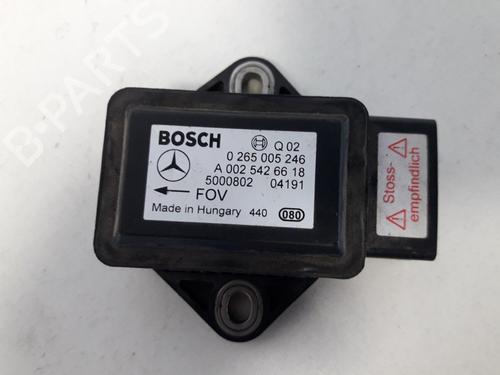 BOSCH Q 02
0 265 005 246
A 002 542 66 18
5000802 04191
FOV
Made in Hungary 440 080
Stoss-
empfindlich
B-PARTS